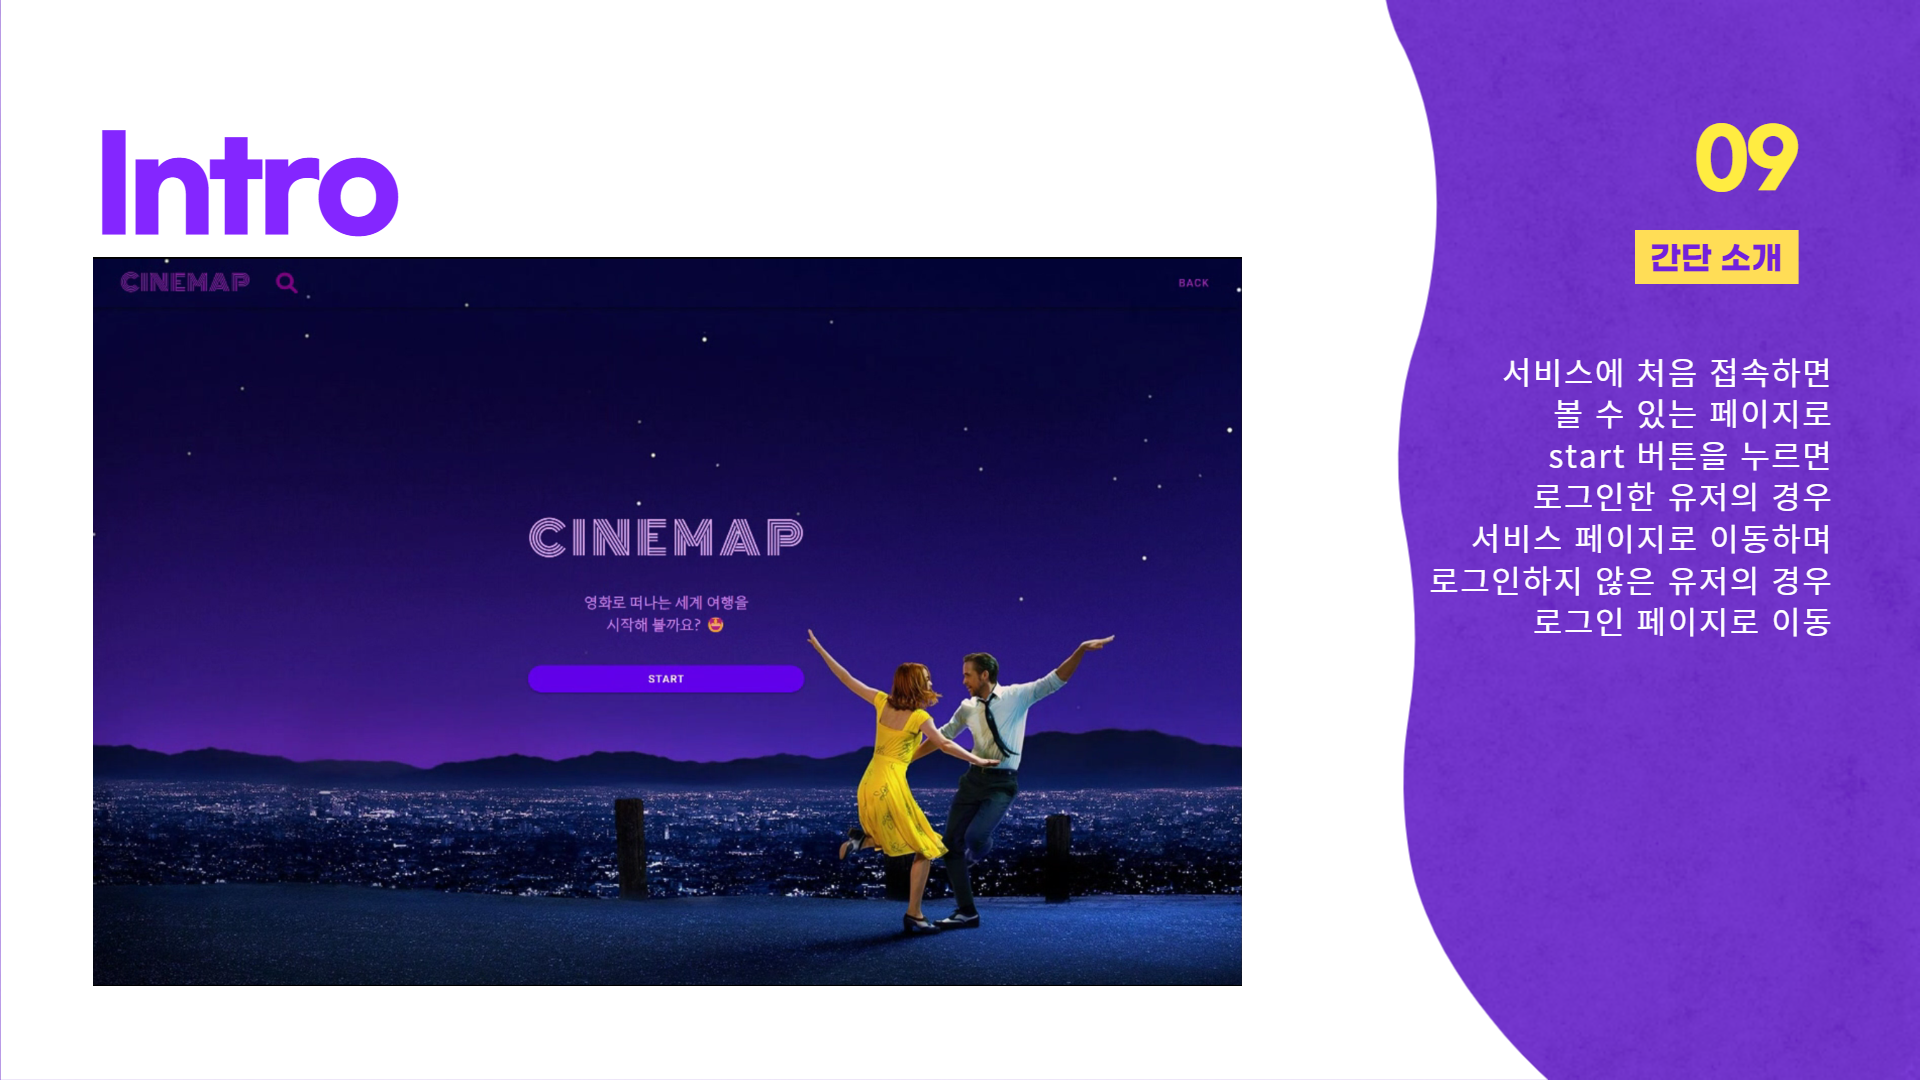 Intro
CINEMAP
BACK
CINEMAP
영화로 떠나는 세계 여행을
시작해 볼까요? 🤩
START
09
간단 소개
서비스에 처음 접속하면
볼 수 있는 페이지로
start 버튼을 누르면
로그인한 유저의 경우
서비스 페이지로 이동하며
로그인하지 않은 유저의 경우
로그인 페이지로 이동